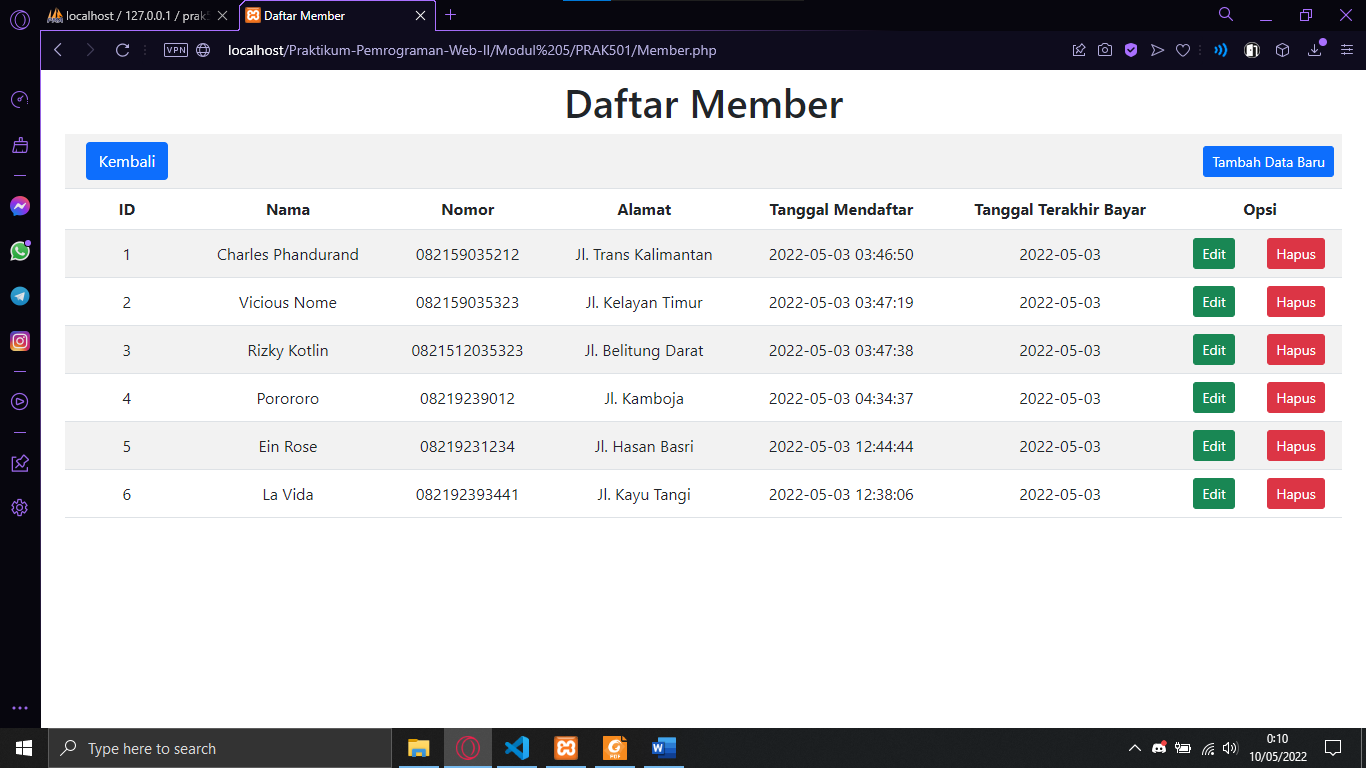 localhost / 127.0.0.1 / prak5
Daftar Member
VPN
localhost/Praktikum-Pemrograman-Web-II/Modul%205/PRAK501/Member.php
Daftar Member
Kembali
Tambah Data Baru
ID Nama Nomor Alamat Tanggal Mendaftar Tanggal Terakhir Bayar Opsi
1 Charles Phandurand 082159035212 Jl. Trans Kalimantan 2022-05-03 03:46:50 2022-05-03 Edit Hapus
2 Vicious Nome 082159035323 Jl. Kelayan Timur 2022-05-03 03:47:19 2022-05-03 Edit Hapus
3 Rizky Kotlin 0821512035323 Jl. Belitung Darat 2022-05-03 03:47:38 2022-05-03 Edit Hapus
4 Porororo 08219239012 Jl. Kamboja 2022-05-03 04:34:37 2022-05-03 Edit Hapus
5 Ein Rose 08219231234 Jl. Hasan Basri 2022-05-03 12:44:44 2022-05-03 Edit Hapus
6 La Vida 082192393441 Jl. Kayu Tangi 2022-05-03 12:38:06 2022-05-03 Edit Hapus
Type here to search
0:10
10/05/2022